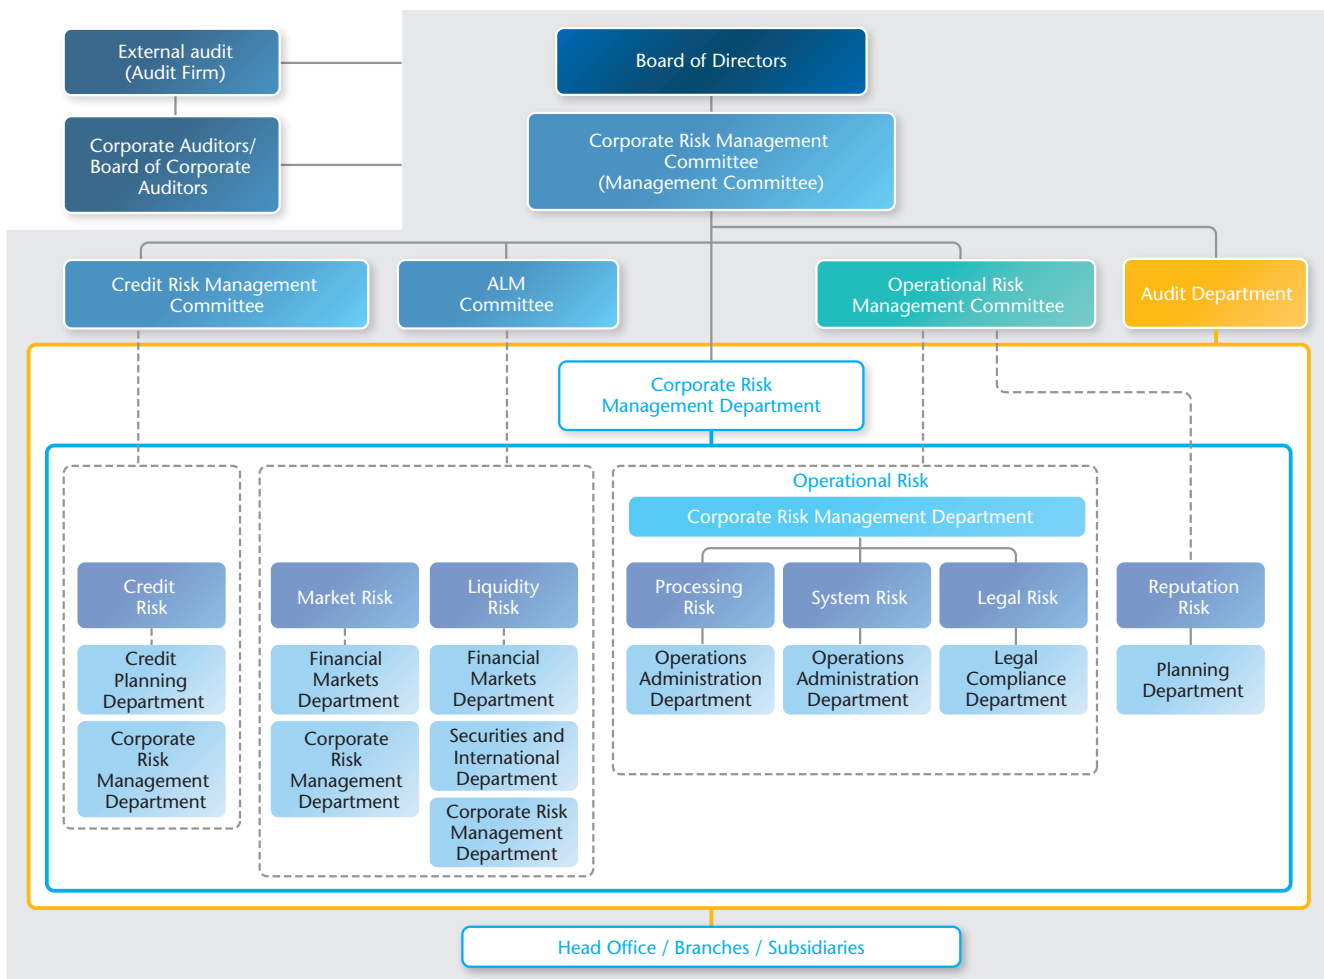 External audit
(Audit Firm)
Board of Directors
Corporate Auditors/
Board of Corporate
Auditors
Corporate Risk Management
Committee
(Management Committee)
Credit Risk Management
Committee
ALM
Committee
Operational Risk
Management Committee
Audit Department
Corporate Risk
Management Department
Operational Risk
Corporate Risk Management Department
Credit
Risk
Market Risk
Liquidity
Risk
Processing
Risk
System Risk
Legal Risk
Reputation
Risk
Credit
Planning
Department
Financial
Markets
Department
Financial
Markets
Department
Operations
Administration
Department
Operations
Administration
Department
Legal
Compliance
Department
Planning
Department
Corporate
Risk
Management
Department
Corporate
Risk
Management
Department
Securities and
International
Department
Corporate Risk
Management
Department
Head Office / Branches / Subsidiaries